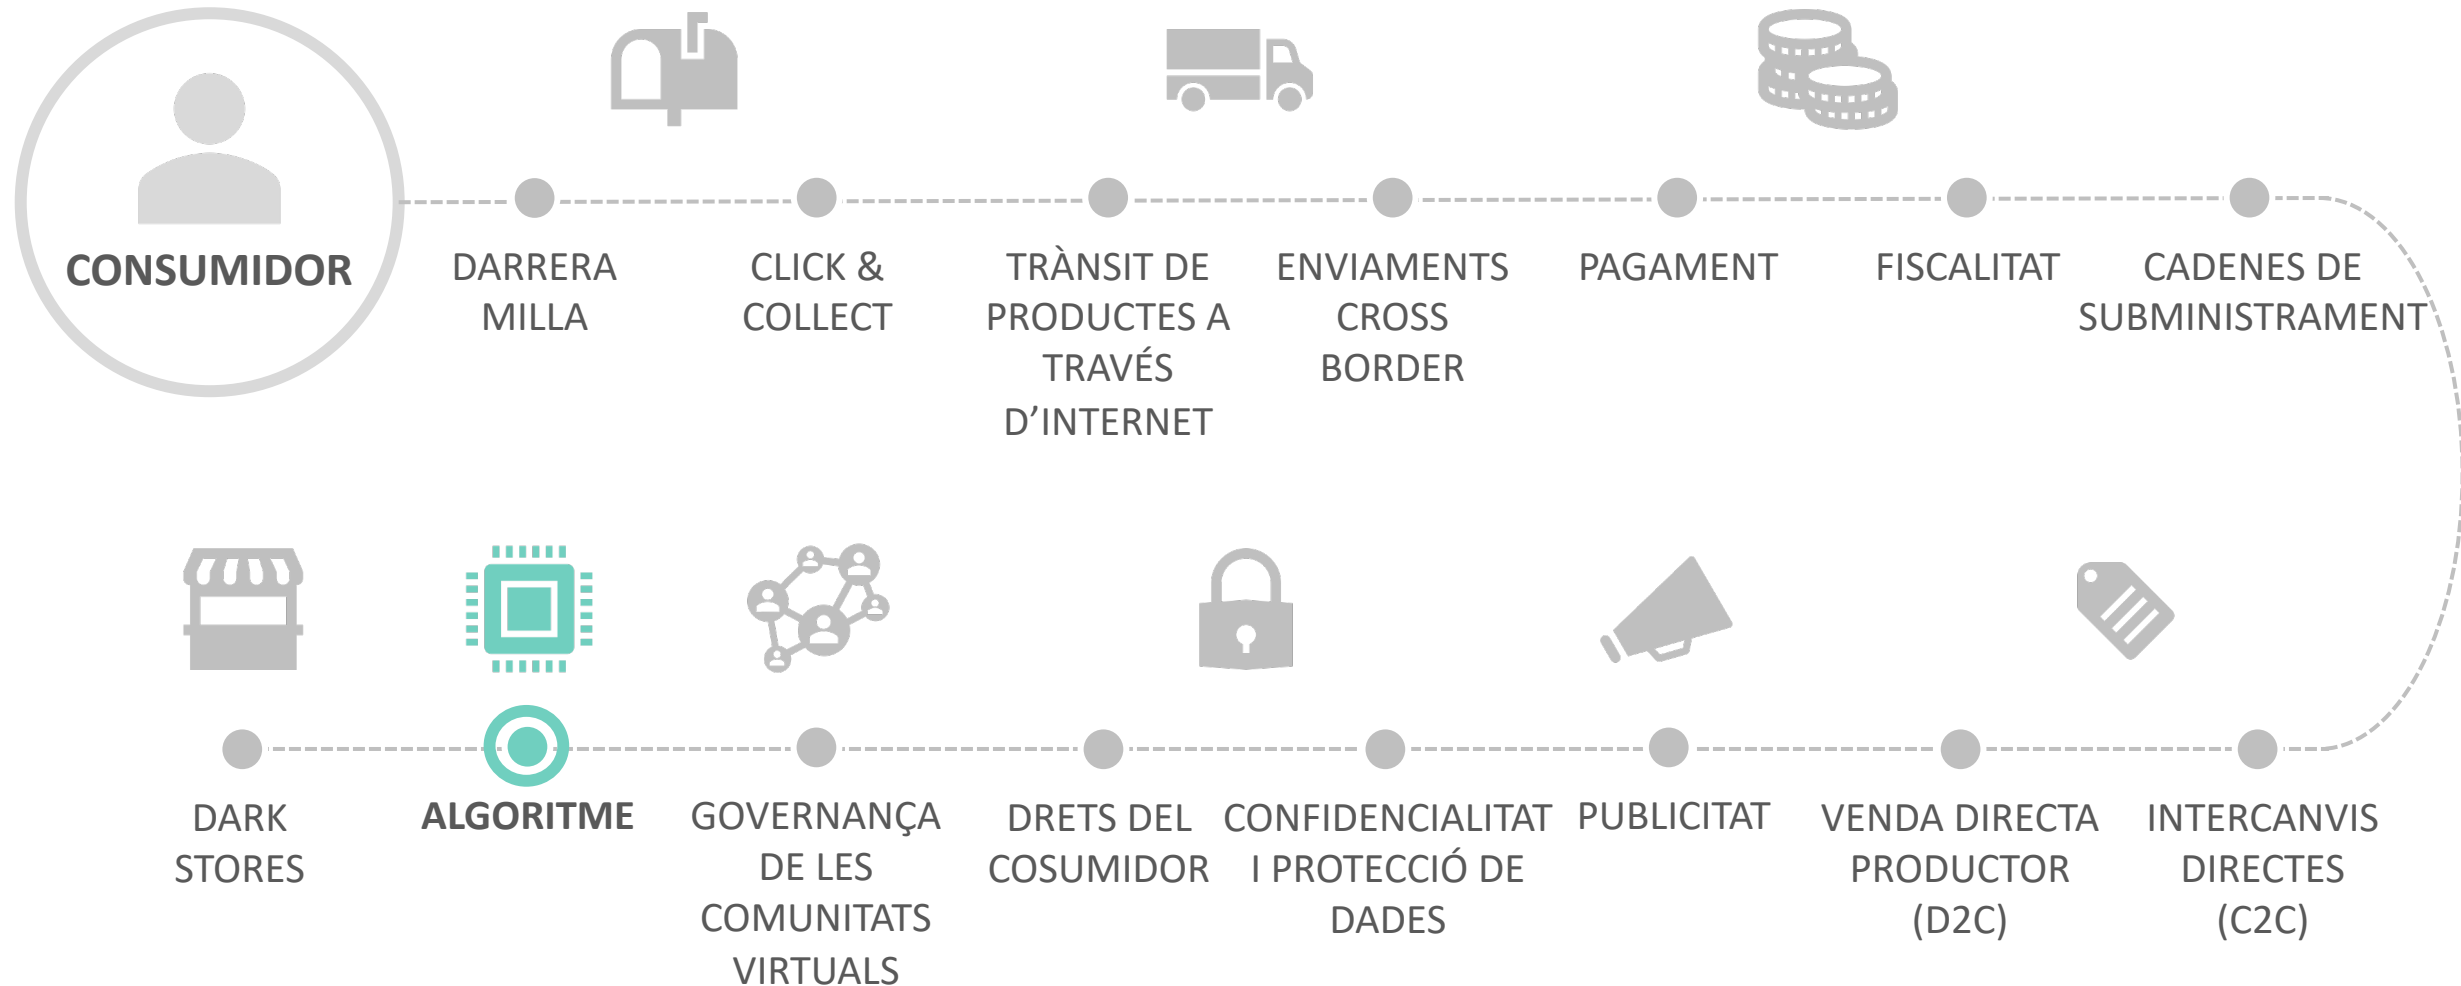 CONSUMIDOR
DARRERA
MILLA
CLICK &
COLLECT
TRÀNSIT DE
PRODUCTES A
TRAVÉS
D’INTERNET
ENVIAMENTS
CROSS
BORDER
PAGAMENT
FISCALITAT
CADENES DE
SUBMINISTRAMENT
DARK
STORES
ALGORITME
GOVERNANÇA
DE LES
COMUNITATS
VIRTUALS
DRETS DEL
COSUMIDOR
CONFIDENCIALITAT
I PROTECCIÓ DE
DADES
PUBLICITAT
VENDA DIRECTA
PRODUCTOR
(D2C)
INTERCANVIS
DIRECTES
(C2C)